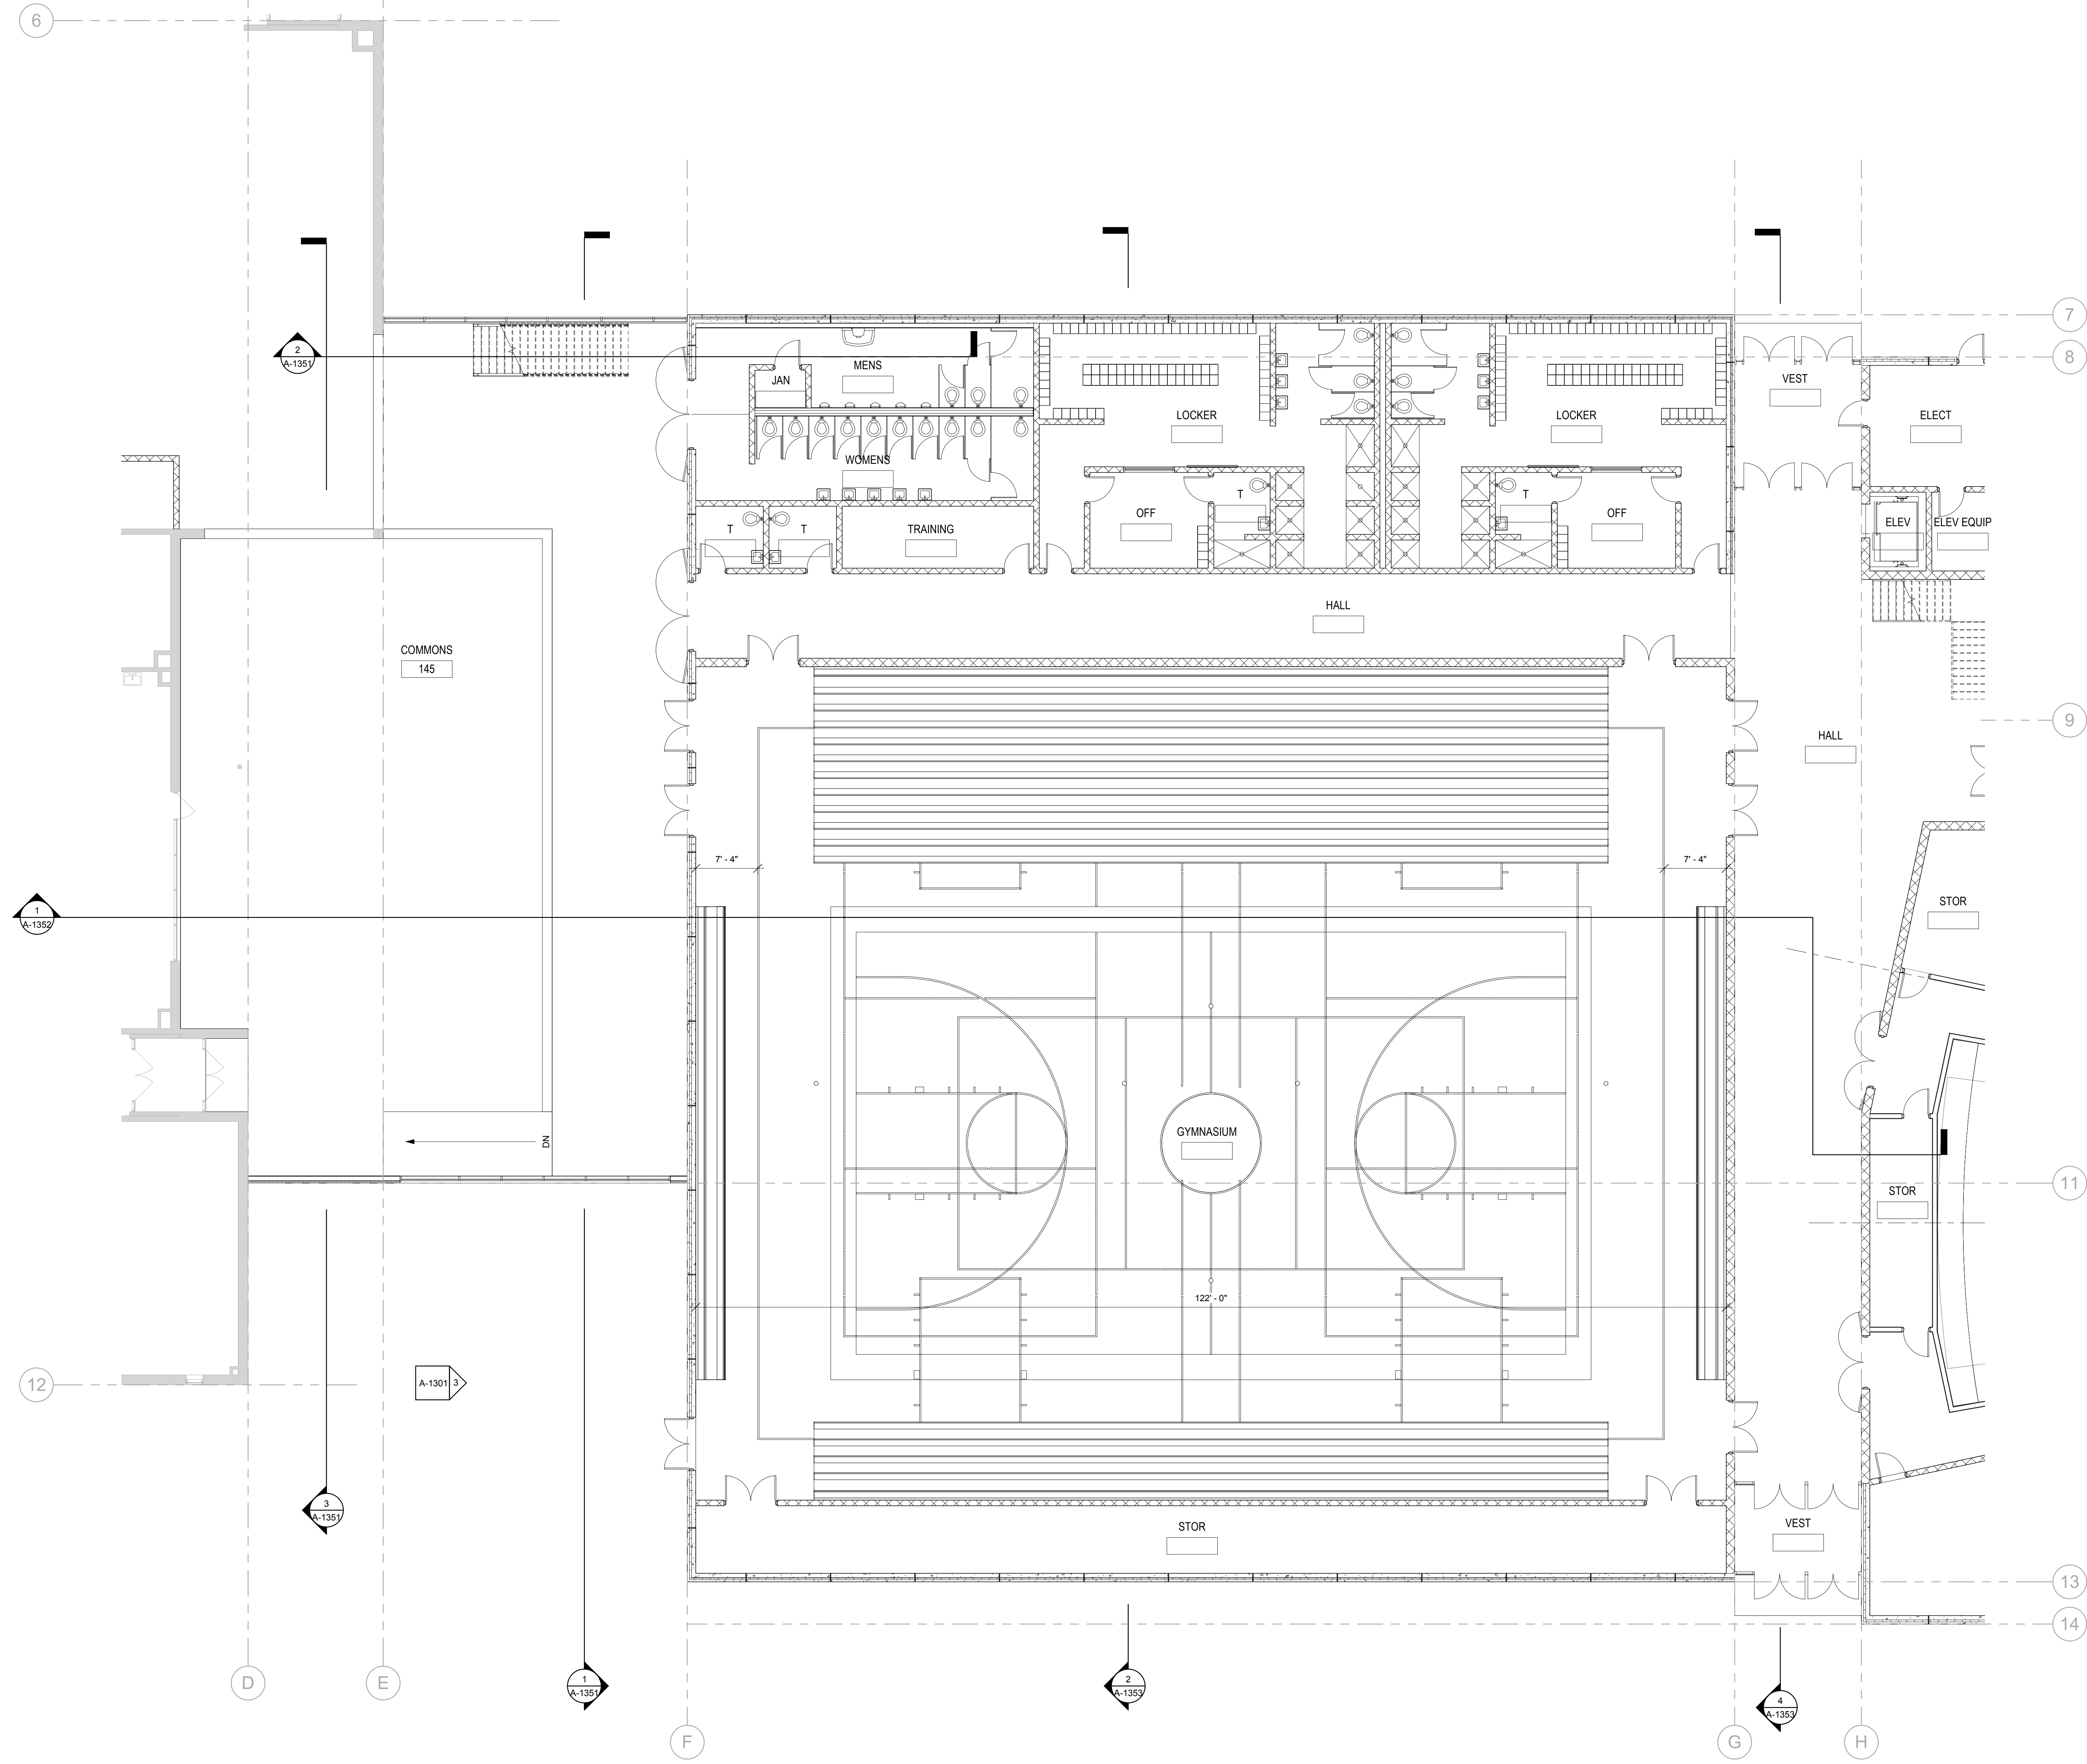 6
7
2
A-1351
8
MENS
JAN
VEST
LOCKER
LOCKER
ELECT
WOMENS
T
T
OFF
OFF
T
T
TRAINING
ELEV
ELEV EQUIP
HALL
COMMONS
145
9
HALL
7' - 4"
7' - 4"
STOR
1
A-1352
GYMNASIUM
DN
11
STOR
122' - 0"
12
A-1301
3
3
A-1351
STOR
VEST
13
14
D
E
1
A-1351
2
A-1353
4
A-1353
F
G
H